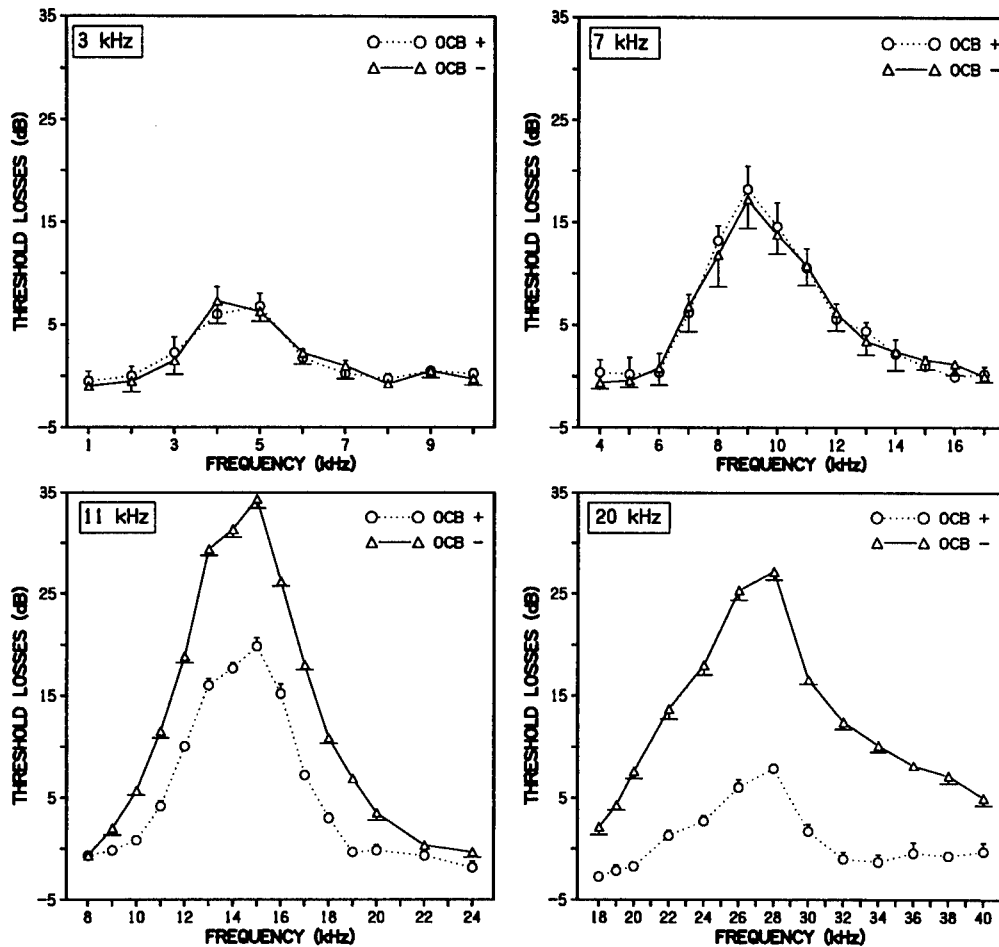 3 kHz
OCB +
OCB -
35
25
15
5
-5
THRESHOLD LOSSES (dB)
1 3 5 7 9
FREQUENCY (kHz)
7 kHz
OCB +
OCB -
35
25
15
5
-5
THRESHOLD LOSSES (dB)
4 6 8 10 12 14 16
FREQUENCY (kHz)
11 kHz
OCB +
OCB -
35
25
15
5
-5
THRESHOLD LOSSES (dB)
8 10 12 14 16 18 20 22 24
FREQUENCY (kHz)
20 kHz
OCB +
OCB -
35
25
15
5
-5
THRESHOLD LOSSES (dB)
18 20 22 24 26 28 30 32 34 36 38 40
FREQUENCY (kHz)